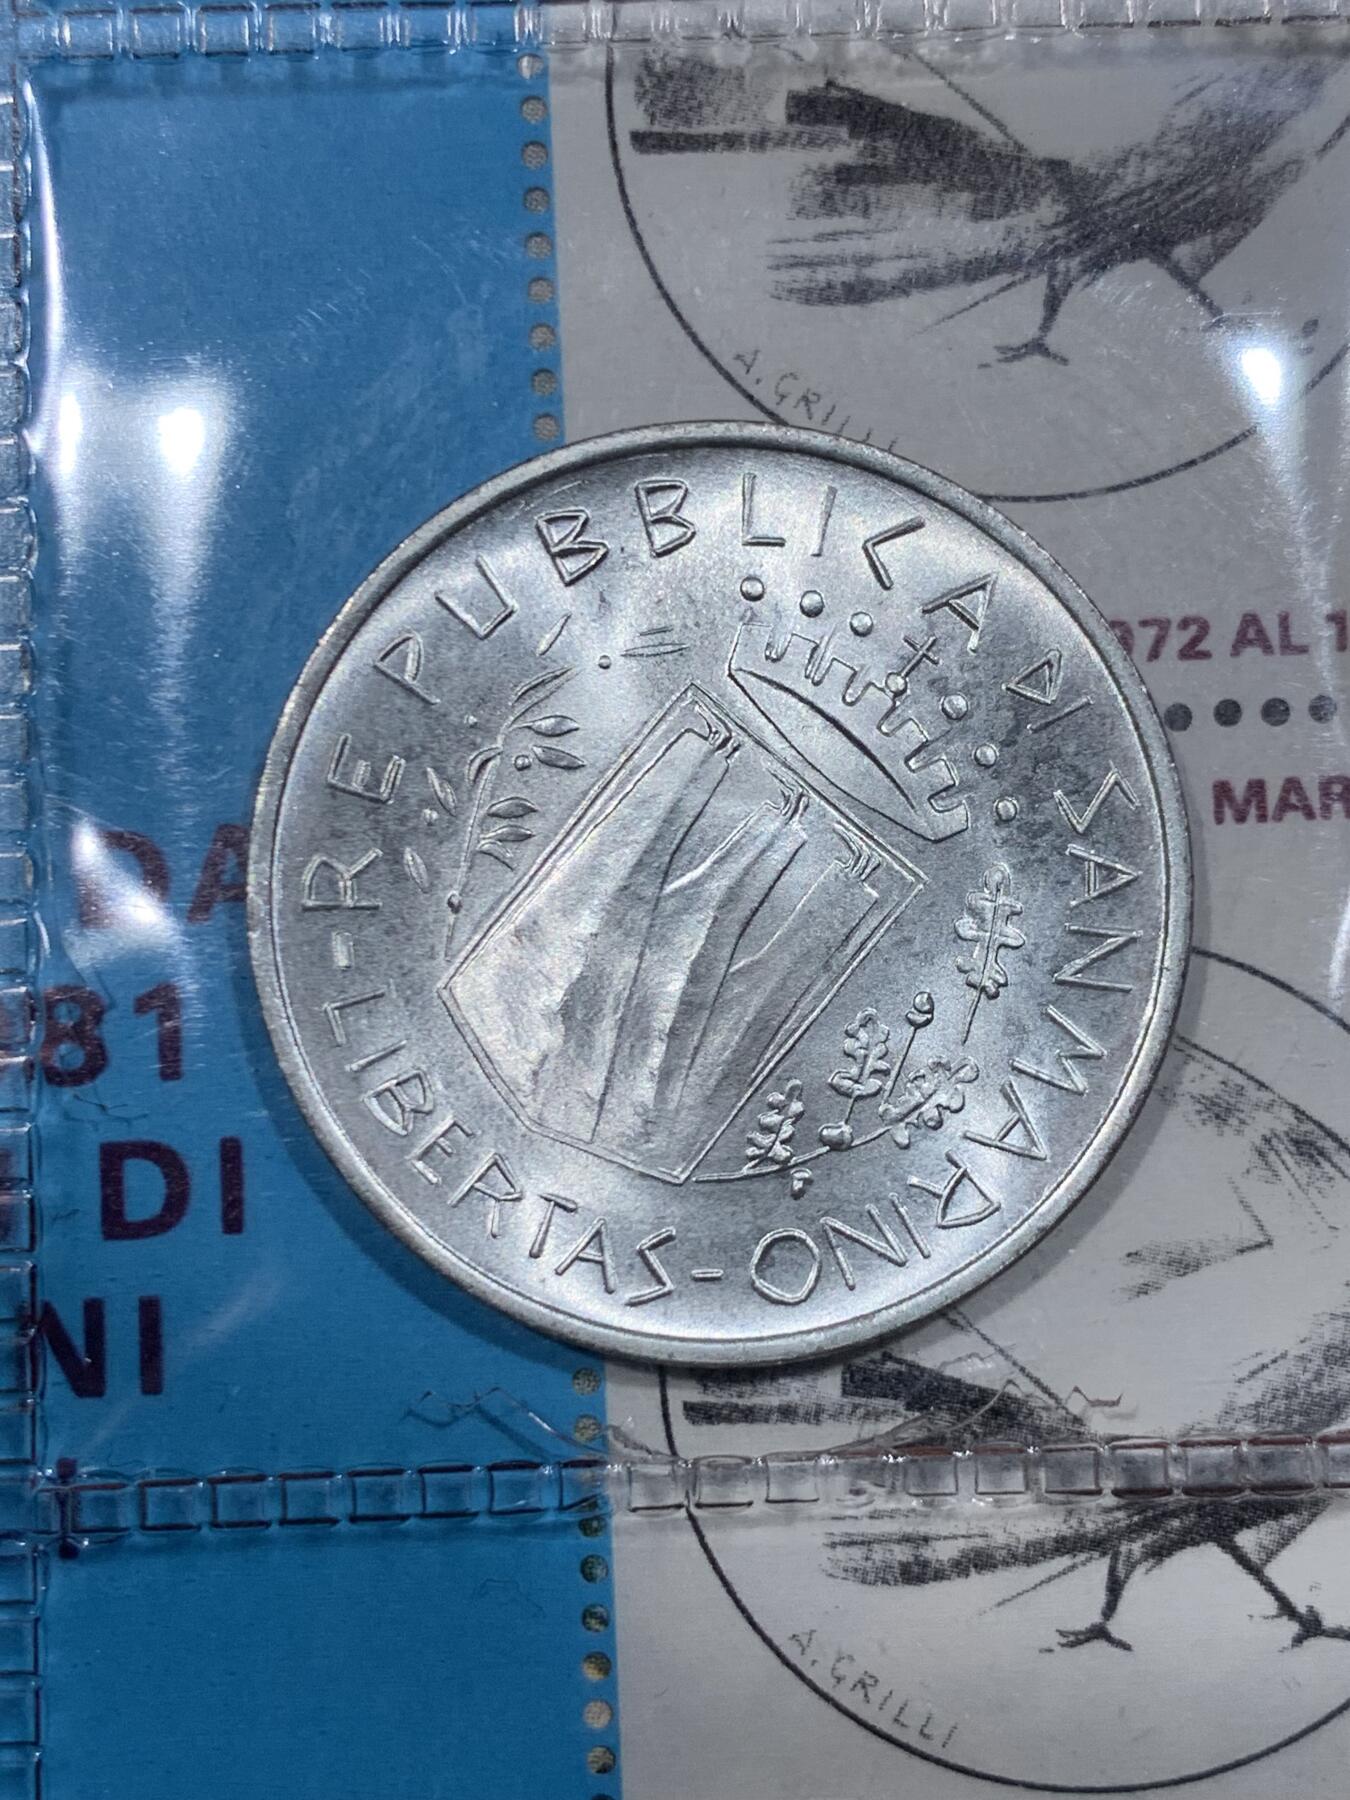 A. GRILLI
REPUBBLICA DI SAN MARINO - LIBERTAS -
972 AL 1
MAR
DA
81
DI
NI
A. GRILLI